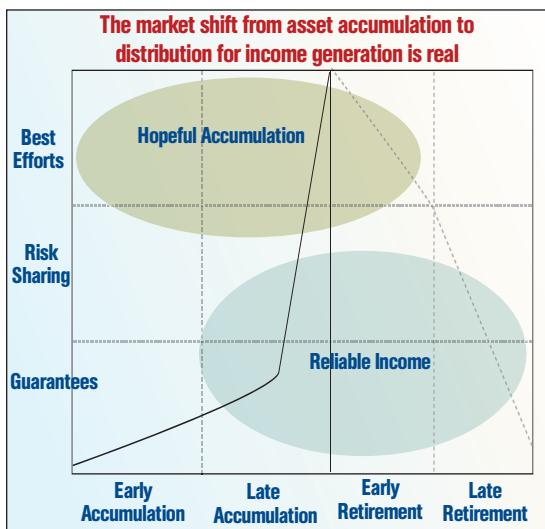 The market shift from asset accumulation to
distribution for income generation is real
Best
Efforts
Hopeful Accumulation
Risk
Sharing
Guarantees
Reliable Income
Early
Accumulation
Late
Accumulation
Early
Retirement
Late
Retirement